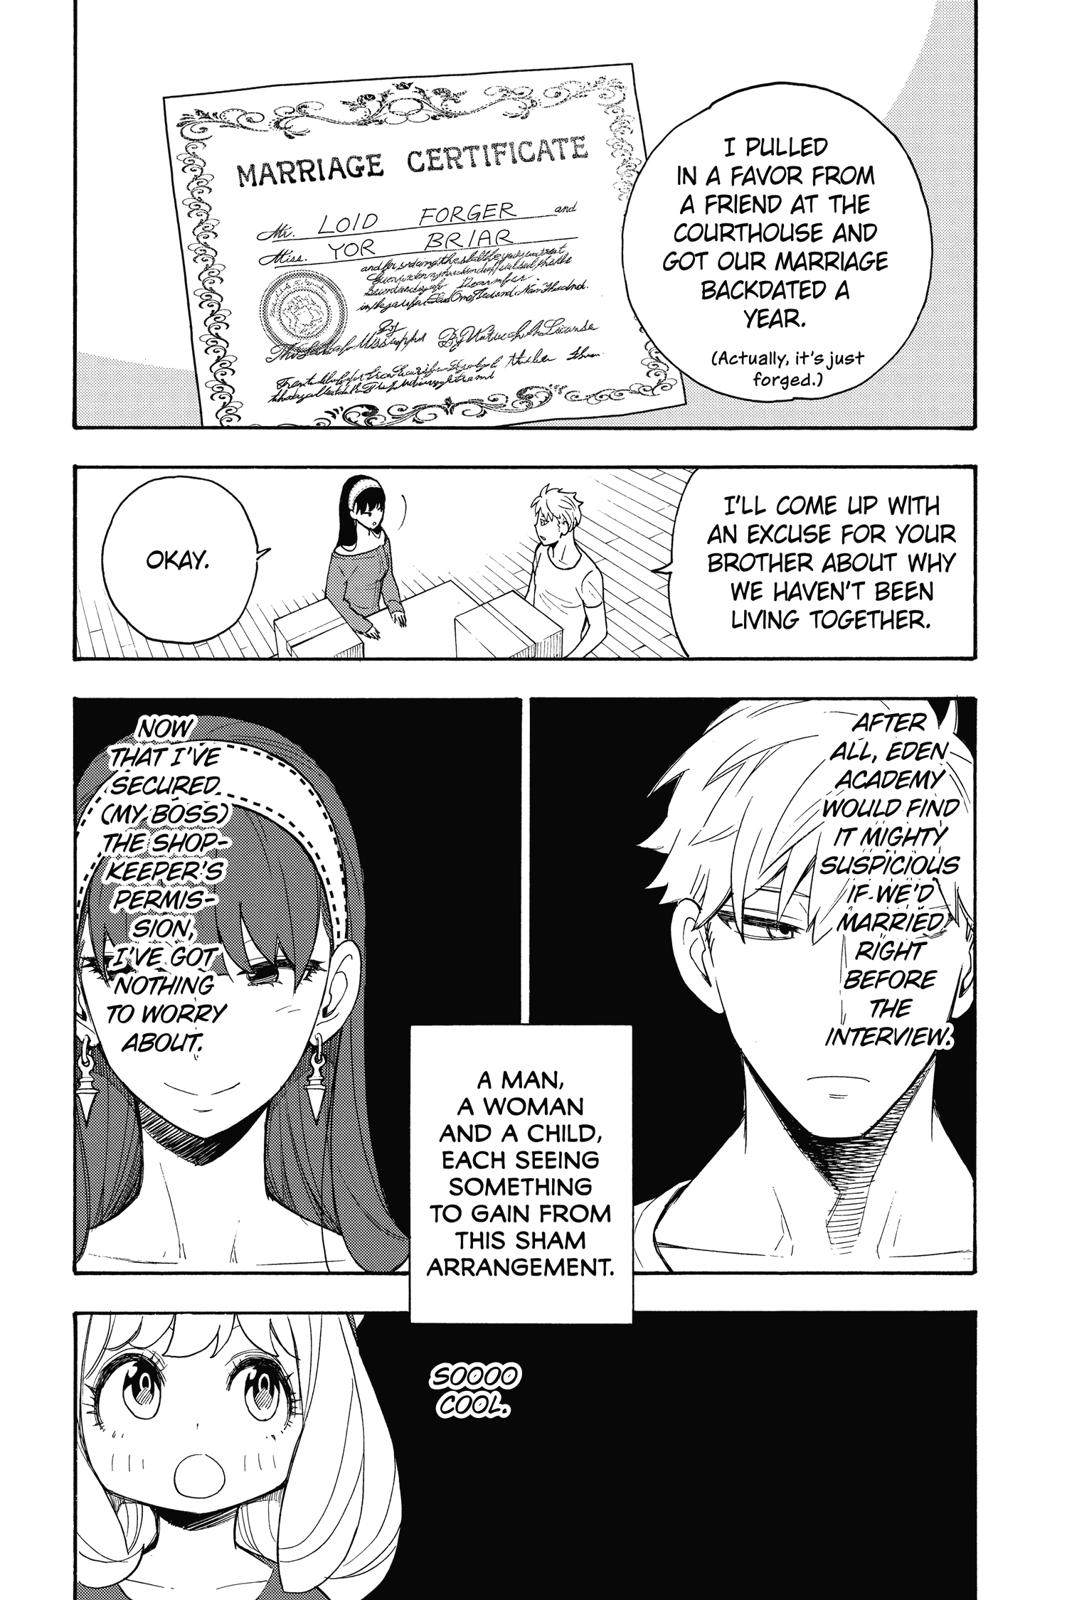 I PULLED
IN A FAVOR FROM
A FRIEND AT THE
COURTHOUSE AND
GOT OUR MARRIAGE
BACKDATED A
YEAR.
(Actually, it's just
forged.)
MARRIAGE CERTIFICATE
Mr. LOID FORGER and
Miss. YOR BRIAR
I'LL COME UP WITH
AN EXCUSE FOR YOUR
BROTHER ABOUT WHY
WE HAVEN'T BEEN
LIVING TOGETHER.
OKAY.
AFTER
ALL, EDEN
ACADEMY
WOULD FIND
IT MIGHTY
SUSPICIOUS
IF WE'D
MARRIED
RIGHT
BEFORE
THE
INTERVIEW.
NOW
THAT I'VE
SECURED
(MY BOSS)
THE SHOP-
KEEPER'S
PERMIS-
SION,
I'VE GOT
NOTHING
TO WORRY
ABOUT.
A MAN,
A WOMAN
AND A CHILD,
EACH SEEING
SOMETHING
TO GAIN FROM
THIS SHAM
ARRANGEMENT.
SOOOO
COOL.